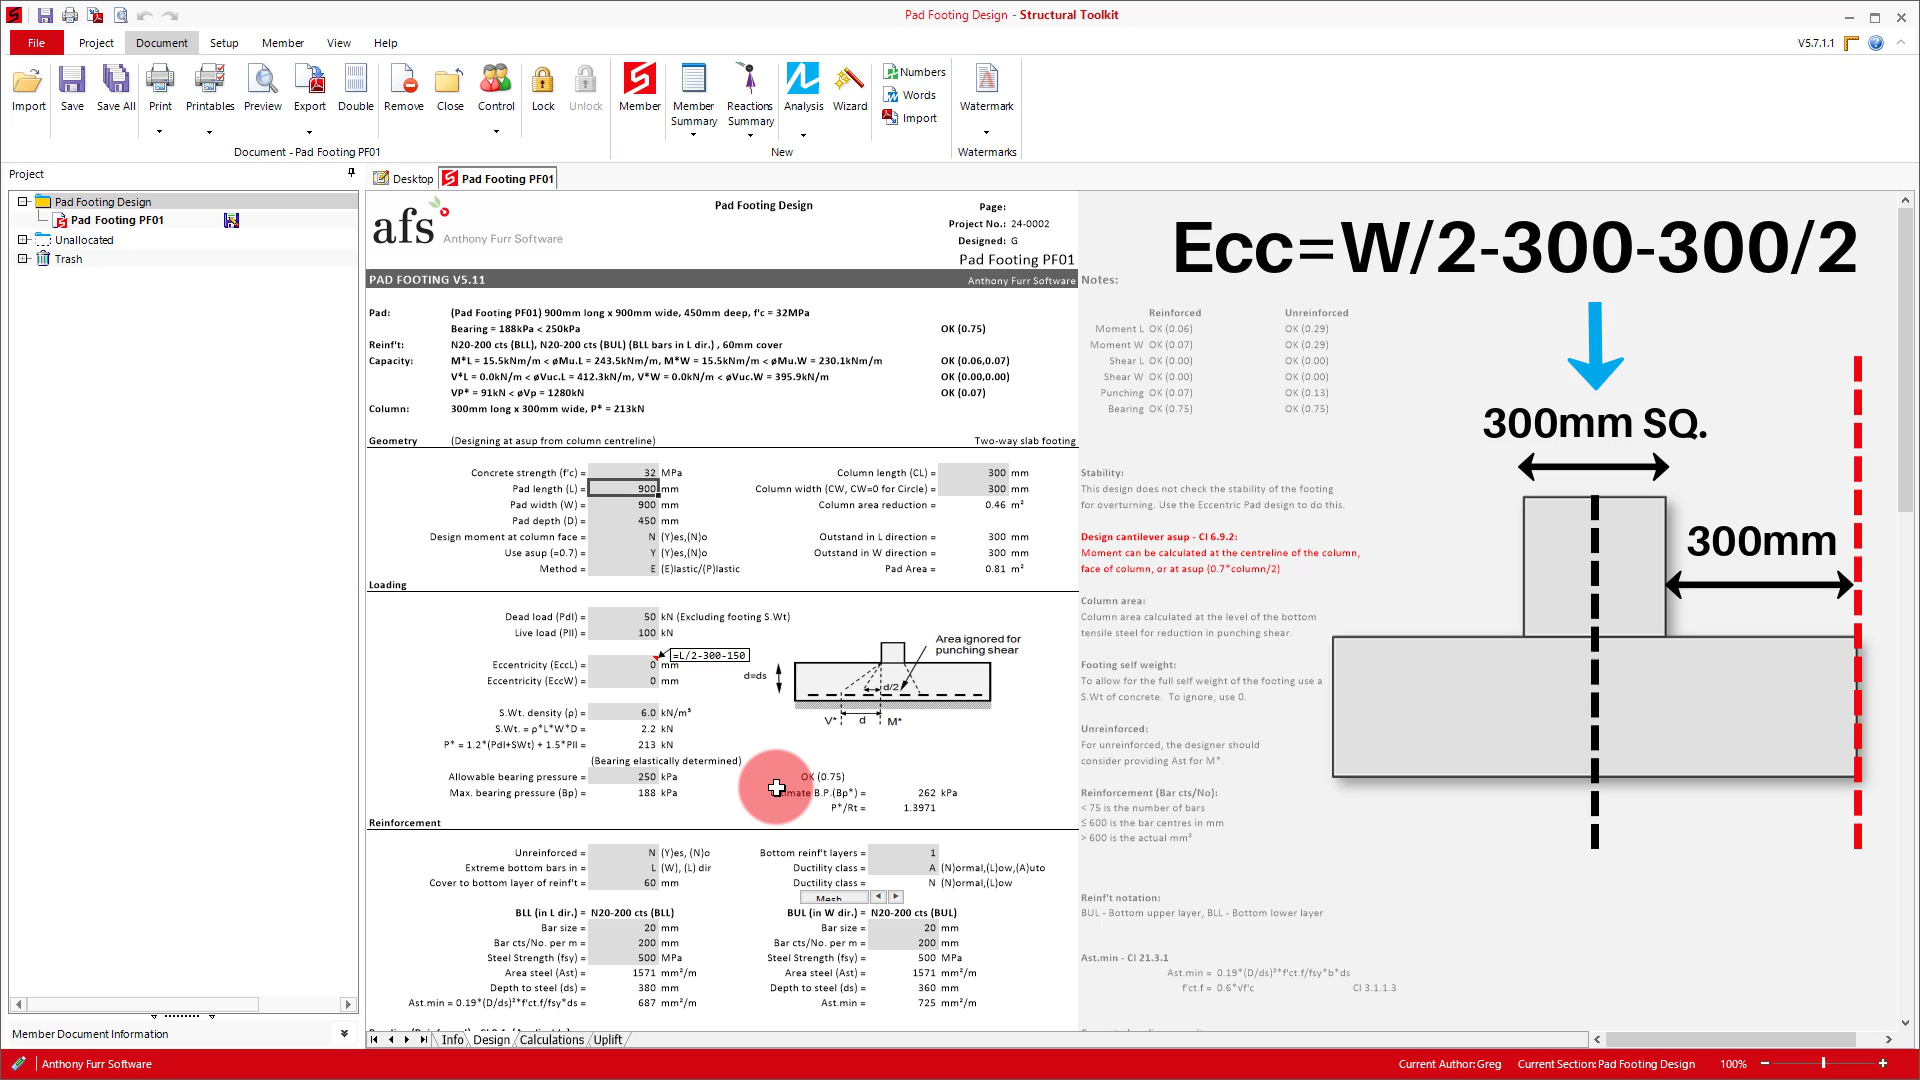 Pad Footing Design - Structural Toolkit
File Project Document Setup Member View Help
V5.7.1.1
Import Save Save All Print Printables Preview Export Double Remove Close Control Lock Unlock Member Member Summary Reactions Summary Analysis Wizard Numbers Words Import Watermark
Document - Pad Footing PF01 New Watermarks
Project
Pad Footing Design
Pad Footing PF01
Unallocated
Trash
Member Document Information
Desktop Pad Footing PF01
afs Anthony Furr Software
Pad Footing Design
Page:
Project No.: 24-0002
Designed: G
Pad Footing PF01
PAD FOOTING V5.11 Anthony Furr Software
Pad: (Pad Footing PF01) 900mm long x 900mm wide, 450mm deep, f'c = 32MPa
Bearing = 188kPa < 250kPa OK (0.75)
Reinf't: N20-200 cts (BLL), N20-200 cts (BUL) (BLL bars in L dir.) , 60mm cover
Capacity: M*L = 15.5kNm/m < øMu.L = 243.5kNm/m, M*W = 15.5kNm/m < øMu.W = 230.1kNm/m OK (0.06,0.07)
V*L = 0.0kN/m < øVuc.L = 412.3kN/m, V*W = 0.0kN/m < øVuc.W = 395.9kN/m OK (0.00,0.00)
VP* = 91kN < øVp = 1280kN OK (0.07)
Column: 300mm long x 300mm wide, P* = 213kN
Geometry (Designing at asup from column centreline) Two-way slab footing
Concrete strength (f'c) = 32 MPa Column length (CL) = 300 mm
Pad length (L) = 900 mm Column width (CW, CW=0 for Circle) = 300 mm
Pad width (W) = 900 mm Column area reduction = 0.46 m²
Pad depth (D) = 450 mm
Design moment at column face = N (Y)es,(N)o Outstand in L direction = 300 mm
Use asup (=0.7) = Y (Y)es,(N)o Outstand in W direction = 300 mm
Method = E (E)lastic/(P)lastic Pad Area = 0.81 m²
Loading
Dead load (Pdl) = 50 kN (Excluding footing S.Wt)
Live load (Pll) = 100 kN
Eccentricity (EccL) = 0 mm =L/2-300-150
Eccentricity (EccW) = 0 mm
S.Wt. density (ρ) = 6.0 kN/m³
S.Wt. = ρ*L*W*D = 2.2 kN
P* = 1.2*(Pdl+SWt) + 1.5*Pll = 213 kN
(Bearing elastically determined)
Allowable bearing pressure = 250 kPa OK (0.75)
Max. bearing pressure (Bp) = 188 kPa B.P.(Bp*) = 262 kPa
P*/Rt = 1.3971
Area ignored for
punching shear
d=ds
d/2
V* d M*
Reinforcement
Unreinforced = N (Y)es, (N)o Bottom reinf't layers = 1
Extreme bottom bars in = L (W), (L) dir Ductility class = A (N)ormal,(L)ow,(A)uto
Cover to bottom layer of reinf't = 60 mm Ductility class = N (N)ormal,(L)ow
Mesh
BLL (in L dir.) = N20-200 cts (BLL) BUL (in W dir.) = N20-200 cts (BUL)
Bar size = 20 mm Bar size = 20 mm
Bar cts/No. per m = 200 mm Bar cts/No. per m = 200 mm
Steel Strength (fsy) = 500 MPa Steel Strength (fsy) = 500 MPa
Area steel (Ast) = 1571 mm²/m Area steel (Ast) = 1571 mm²/m
Depth to steel (ds) = 380 mm Depth to steel (ds) = 360 mm
Ast.min = 0.19*(D/ds)²*f'ct.f/fsy*ds = 687 mm²/m Ast.min = 725 mm²/m
Notes:
Reinforced Unreinforced
Moment L OK (0.06) OK (0.29)
Moment W OK (0.07) OK (0.29)
Shear L OK (0.00) OK (0.00)
Shear W OK (0.00) OK (0.00)
Punching OK (0.07) OK (0.13)
Bearing OK (0.75) OK (0.75)
Stability:
This design does not check the stability of the footing
for overturning. Use the Eccentric Pad design to do this.
Design cantilever asup - Cl 6.9.2:
Moment can be calculated at the centreline of the column,
face of column, or at asup (0.7*column/2)
Column area:
Column area calculated at the level of the bottom
tensile steel for reduction in punching shear.
Footing self weight:
To allow for the full self weight of the footing use a
S.Wt of concrete. To ignore, use 0.
Unreinforced:
For unreinforced, the designer should
consider providing Ast for M*.
Reinforcement (Bar cts/No):
< 75 is the number of bars
≤ 600 is the bar centres in mm
> 600 is the actual mm²
Reinf't notation:
BUL - Bottom upper layer, BLL - Bottom lower layer
Ast.min - Cl 21.3.1
Ast.min = 0.19*(D/ds)²*f'ct.f/fsy*b*ds
f'ct.f = 0.6*√f'c Cl 3.1.1.3
Ecc=W/2-300-300/2
300mm SQ.
300mm
Info Design Calculations Uplift
Anthony Furr Software Current Author: Greg Current Section: Pad Footing Design 100%